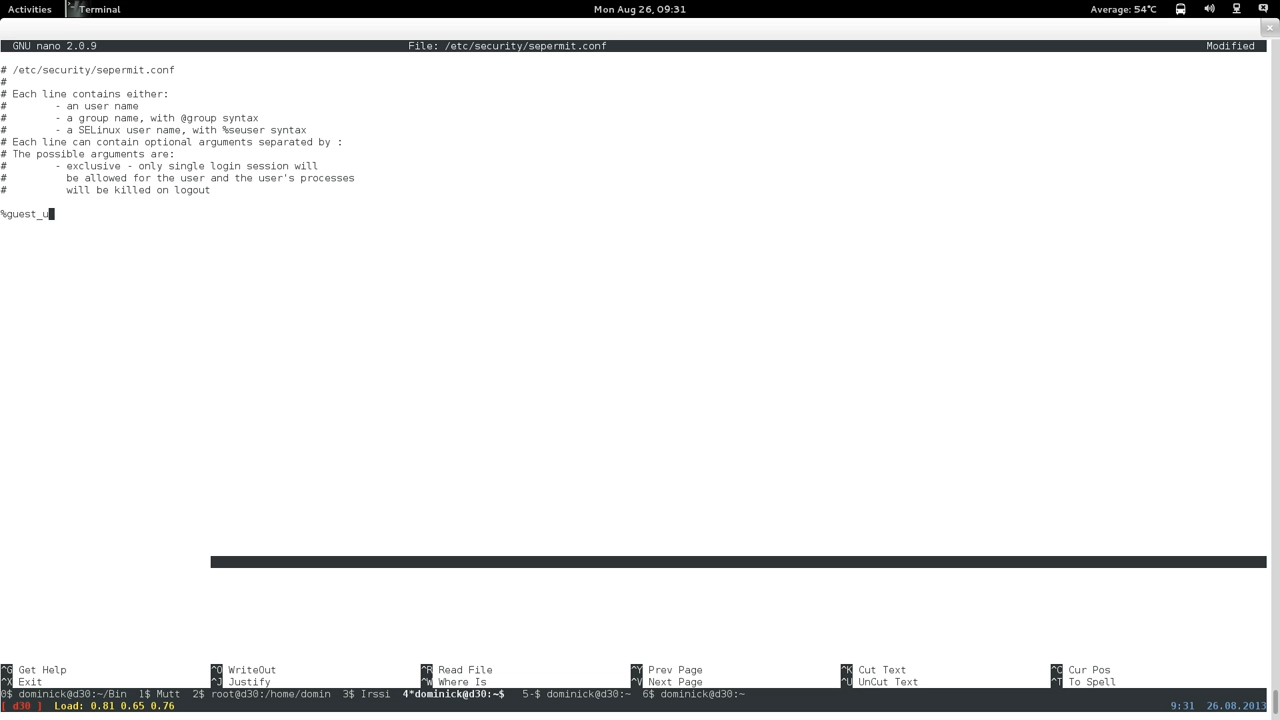 Activities Terminal Mon Aug 26, 09:31 Average: 54°C
GNU nano 2.0.9 File: /etc/security/sepermit.conf Modified
# /etc/security/sepermit.conf
#
# Each line contains either:
# - an user name
# - a group name, with @group syntax
# - a SELinux user name, with %seuser syntax
# Each line can contain optional arguments separated by :
# The possible arguments are:
# - exclusive - only single login session will
# be allowed for the user and the user's processes
# will be killed on logout
%guest_u
^G Get Help ^O WriteOut ^R Read File ^Y Prev Page ^K Cut Text ^C Cur Pos
^X Exit ^J Justify ^W Where Is ^V Next Page ^U UnCut Text ^T To Spell
0$ dominick@d30:~/Bin 1$ Mutt 2$ root@d30:/home/domin 3$ Irssi 4*dominick@d30:~$ 5-$ dominick@d30:~ 6$ dominick@d30:~
[ d30 ] Load: 0.81 0.65 0.76 9:31 26.08.2013